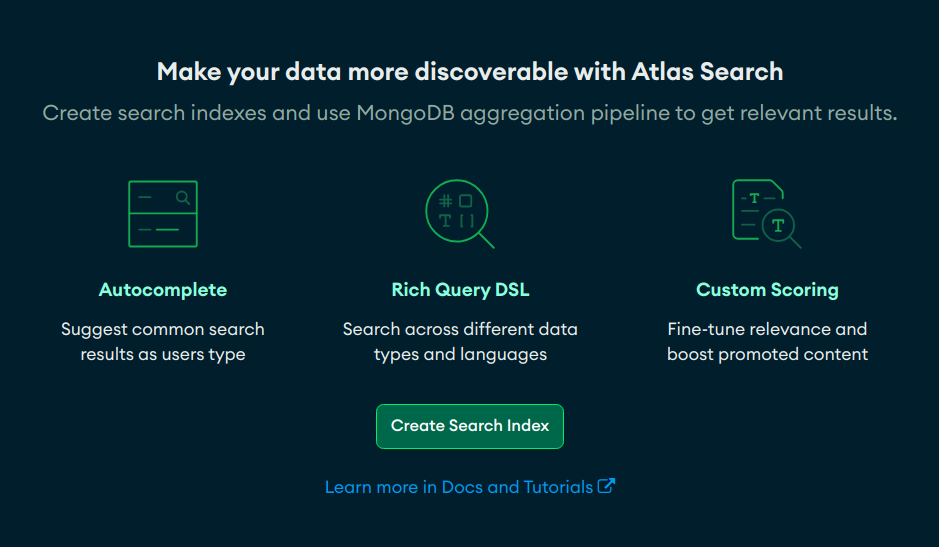 Make your data more discoverable with Atlas Search
Create search indexes and use MongoDB aggregation pipeline to get relevant results.
# T []
T
T
Autocomplete
Suggest common search
results as users type
Rich Query DSL
Search across different data
types and languages
Custom Scoring
Fine-tune relevance and
boost promoted content
Create Search Index
Learn more in Docs and Tutorials